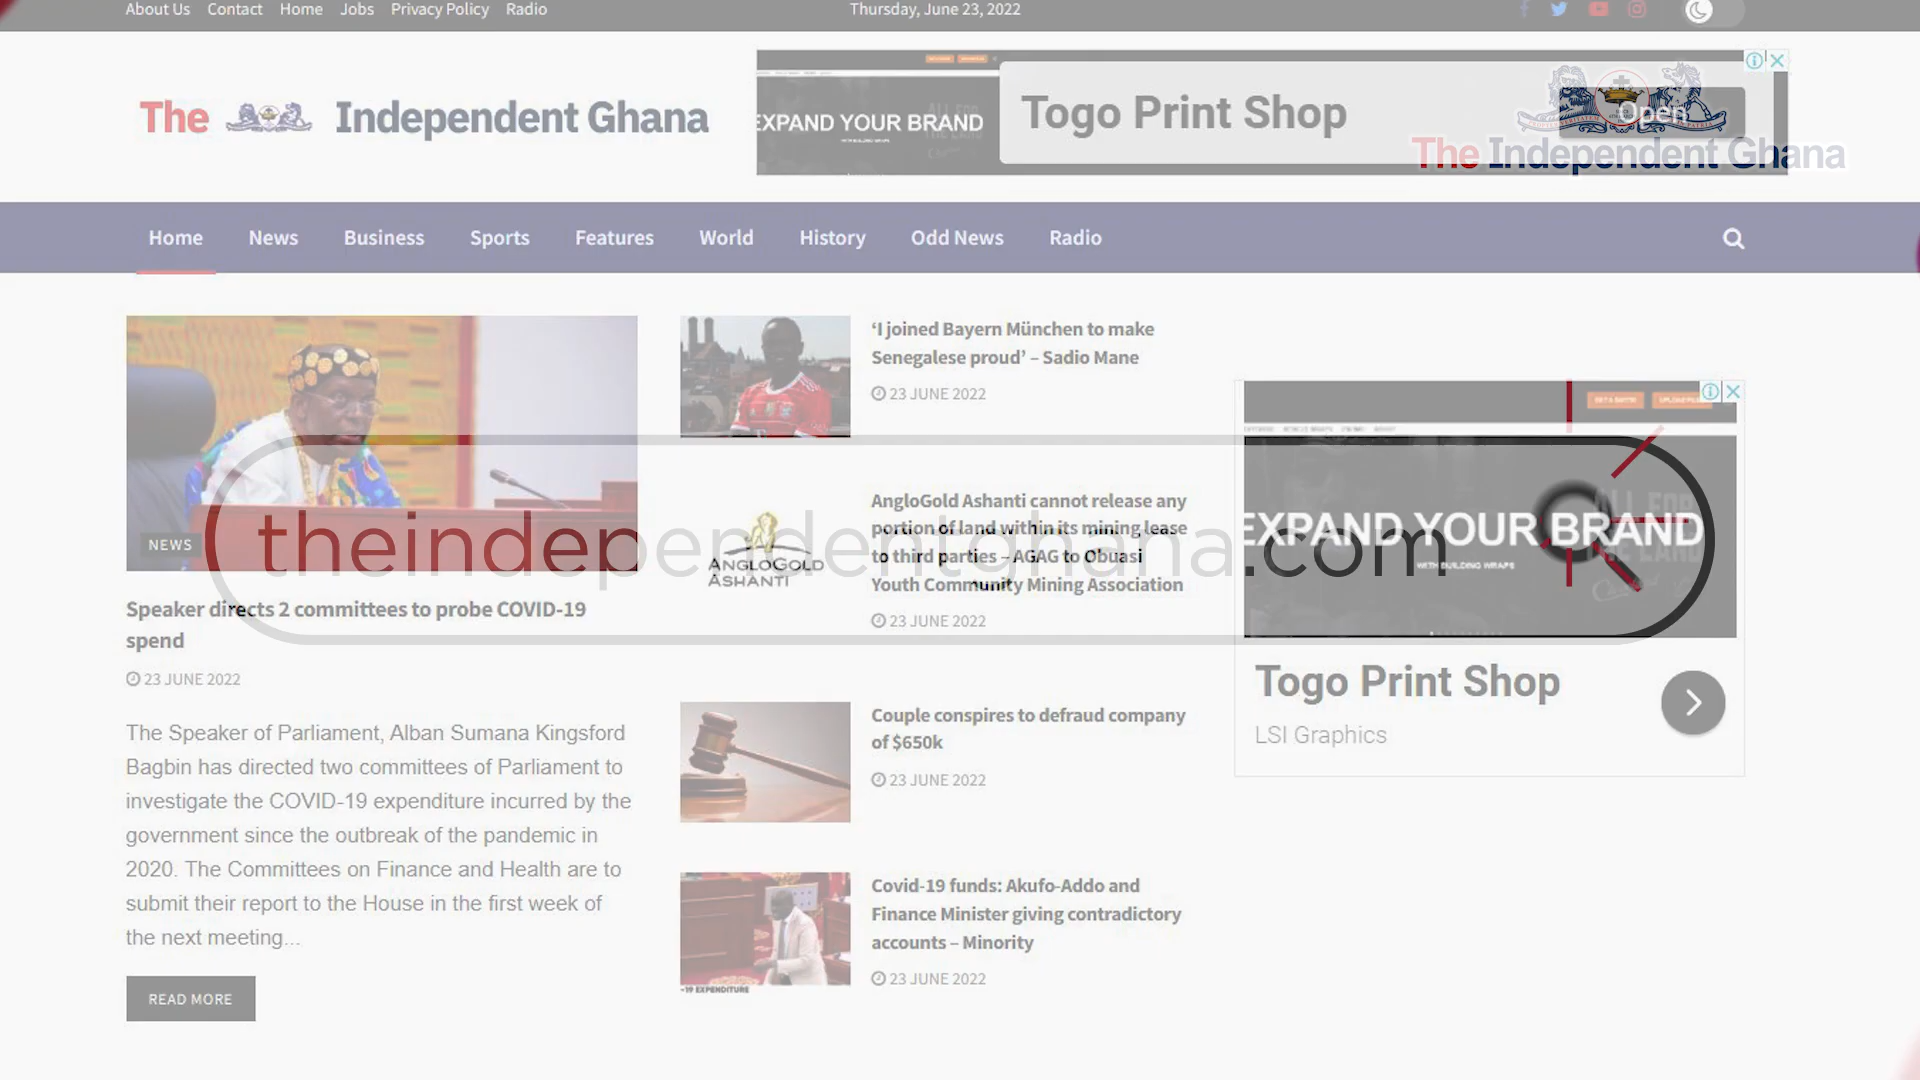 About Us Contact Home Jobs Privacy Policy Radio
Thursday, June 23, 2022
The Independent Ghana
EXPAND YOUR BRAND
Togo Print Shop
Open
The Independent Ghana
Home News Business Sports Features World History Odd News Radio
NEWS
Speaker directs 2 committees to probe COVID-19
spend
23 JUNE 2022
The Speaker of Parliament, Alban Sumana Kingsford
Bagbin has directed two committees of Parliament to
investigate the COVID-19 expenditure incurred by the
government since the outbreak of the pandemic in
2020. The Committees on Finance and Health are to
submit their report to the House in the first week of
the next meeting...
READ MORE
‘I joined Bayern München to make
Senegalese proud’ – Sadio Mane
23 JUNE 2022
ANGLOGOLD
ASHANTI
AngloGold Ashanti cannot release any
portion of land within its mining lease
to third parties – AGAG to Obuasi
Youth Community Mining Association
23 JUNE 2022
Couple conspires to defraud company
of $650k
23 JUNE 2022
-19 EXPENDITURE
Covid-19 funds: Akufo-Addo and
Finance Minister giving contradictory
accounts – Minority
23 JUNE 2022
theindependentghana.com
EXPAND YOUR BRAND
WITH BUILDING WRAPS
Togo Print Shop
LSI Graphics